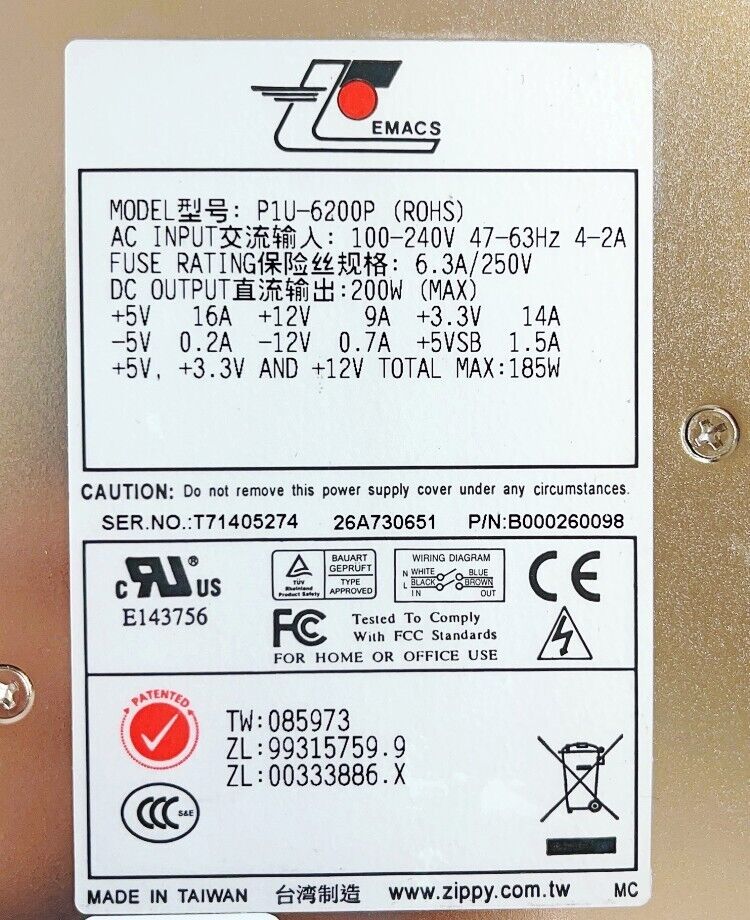 EMACS
MODEL型号: P1U-6200P (ROHS)
AC INPUT交流输入: 100-240V 47-63Hz 4-2A
FUSE RATING保险丝规格: 6.3A/250V
DC OUTPUT直流输出:200W (MAX)
+5V 16A +12V 9A +3.3V 14A
-5V 0.2A -12V 0.7A +5VSB 1.5A
+5V, +3.3V AND +12V TOTAL MAX:185W
CAUTION: Do not remove this power supply cover under any circumstances.
SER.NO.:T71405274 26A730651 P/N:B000260098
C RU ® US
E143756
TÜV
Rheinland
Product Safety
BAUART
GEPRÜFT
TYPE
APPROVED
WIRING DIAGRAM
N WHITE BLUE
L BLACK BROWN
IN OUT
CE
FC
Tested To Comply
With FCC Standards
FOR HOME OR OFFICE USE
PATENTED
TW:085973
ZL:99315759.9
ZL:00333886.X
CCC S&E
MADE IN TAIWAN 台湾制造 www.zippy.com.tw MC